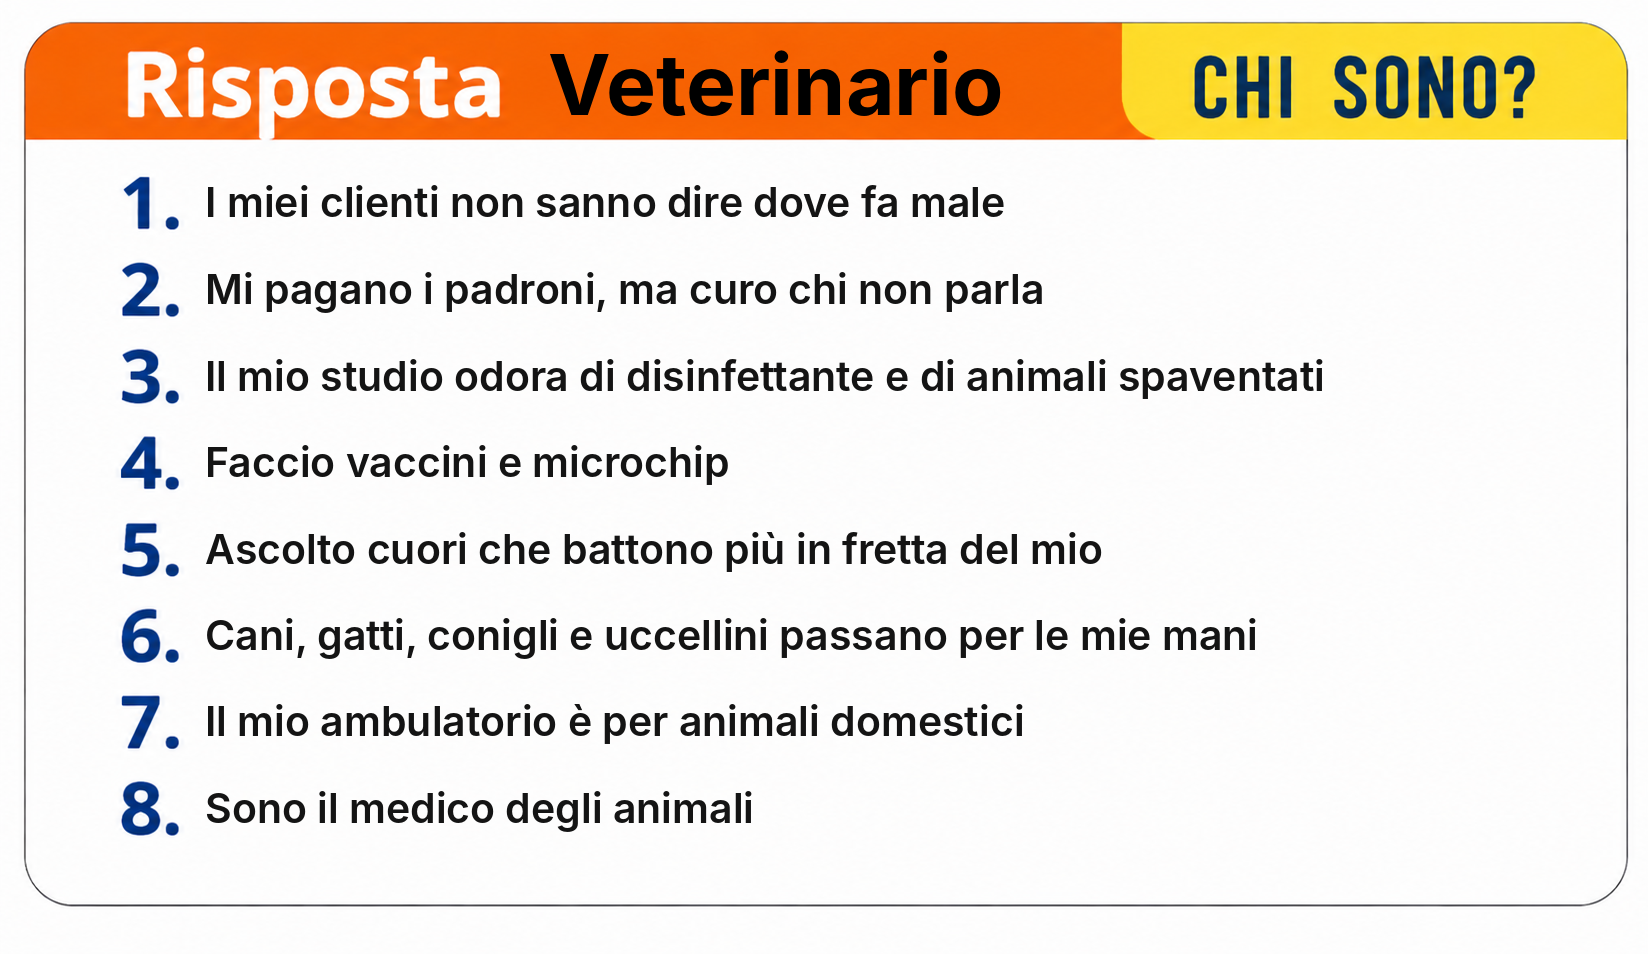 Risposta Veterinario CHI SONO?
1. I miei clienti non sanno dire dove fa male
2. Mi pagano i padroni, ma curo chi non parla
3. Il mio studio odora di disinfettante e di animali spaventati
4. Faccio vaccini e microchip
5. Ascolto cuori che battono più in fretta del mio
6. Cani, gatti, conigli e uccellini passano per le mie mani
7. Il mio ambulatorio è per animali domestici
8. Sono il medico degli animali